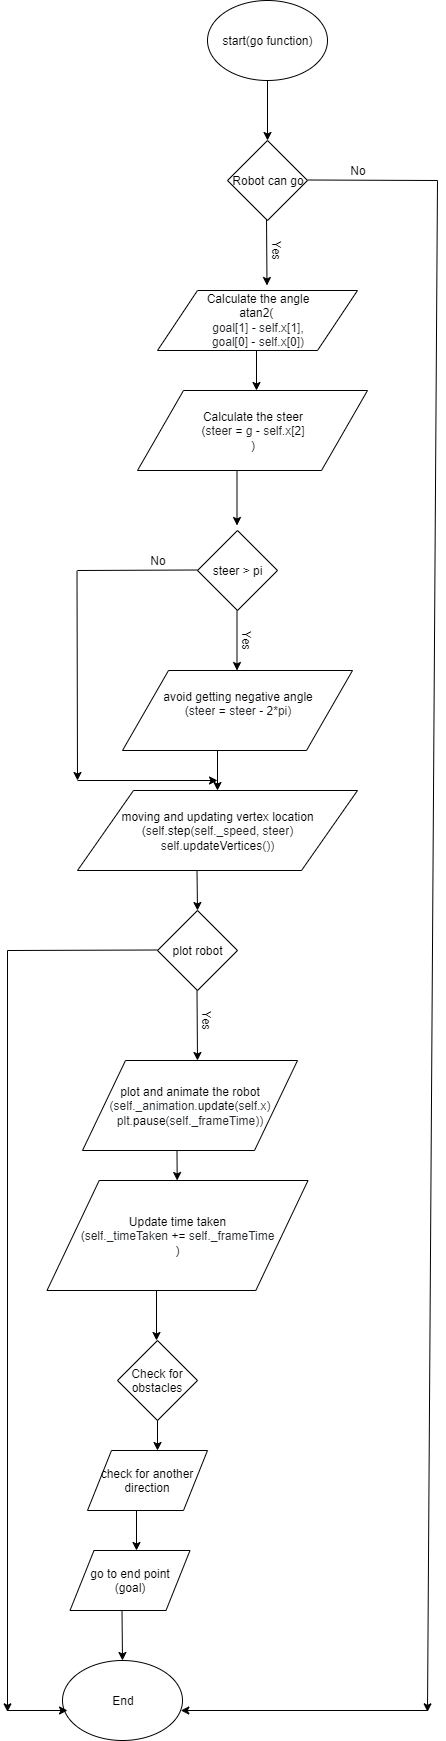 start(go function)
Robot can go
No
Yes
Calculate the angle
atan2(
goal[1] - self.x[1],
goal[0] - self.x[0])
Calculate the steer
(steer = g - self.x[2]
)
steer > pi
No
Yes
avoid getting negative angle
(steer = steer - 2*pi)
moving and updating vertex location
(self.step(self._speed, steer)
self.updateVertices())
plot robot
Yes
plot and animate the robot
(self._animation.update(self.x)
plt.pause(self._frameTime))
Update time taken
(self._timeTaken += self._frameTime
)
Check for
obstacles
check for another
direction
go to end point
(goal)
End